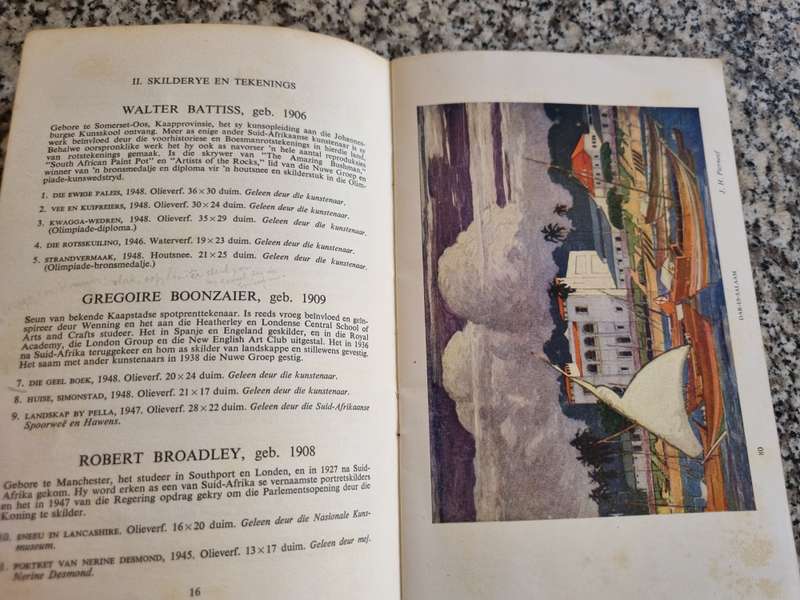 II. SKILDERYE EN TEKENINGS
WALTER BATTISS, geb. 1906
Gebore te Somerset-Oos, Kaapprovinsie, het sy kunsopleiding aan die Johannes-
burgse Kunsskool ontvang. Meer as enige ander Suid-Afrikaanse kunstenaar is sy
werk beïnvloed deur die voorhistoriese en Boesmanrotstekenings in hierdie land.
Behalwe oorspronklike werk het hy ook as navorser 'n hele aantal reproduksies
van rotstekenings gemaak. Is die skrywer van "The Amazing Bushman,"
"South African Paint Pot" en "Artists of the Rocks," lid van die Nuwe Groep en
winner van 'n bronsmedalje en diploma vir 'n houtsnee en skilderstuk in die Olim-
piade-kunswedstryd.
1. DIE EWIGE PALEIS, 1948. Olieverf. 36×30 duim. Geleen deur die kunstenaar.
2. VEE EN KUIFREIERS, 1948. Olieverf. 30×24 duim. Geleen deur die kunstenaar.
3. KWAGGA-WEDREN, 1948. Olieverf. 35×29 duim. Geleen deur die kunstenaar.
(Olimpiade-diploma.)
4. DIE ROTSSKUILING, 1946. Waterverf. 19×23 duim. Geleen deur die kunstenaar.
5. STRANDVERMAAK, 1948. Houtsnee. 21×25 duim. Geleen deur die kunstenaar.
(Olimpiade-bronsmedalje.)
GREGOIRE BOONZAIER, geb. 1909
Seun van bekende Kaapstadse spotprenttekenaar. Is reeds vroeg beïnvloed en geïn-
spireer deur Wenning en het aan die Heatherley en Londense Central School of
Arts and Crafts studeer. Het in Spanje en Engeland geskilder, en in die Royal
Academy, die London Group en die New English Art Club uitgestal. Het in 1936
na Suid-Afrika teruggekeer en hom as skilder van landskappe en stillewens gevestig.
Het saam met ander kunstenaars in 1938 die Nuwe Groep gestig.
7. DIE GEEL BOEK, 1948. Olieverf. 20×24 duim. Geleen deur die kunstenaar.
8. HUISE, SIMONSTAD, 1948. Olieverf. 21×17 duim. Geleen deur die kunstenaar.
9. LANDSKAP BY PELLA, 1947. Olieverf. 28×22 duim. Geleen deur die Suid-Afrikaanse
Spoorweë en Hawens.
ROBERT BROADLEY, geb. 1908
Gebore te Manchester, het studeer in Southport en Londen, en in 1927 na Suid-
Afrika gekom. Hy word erken as een van Suid-Afrika se vernaamste portretskilders
en het in 1947 van die Regering opdrag gekry om die Parlementsopening deur die
Koning te skilder.
10. SNEEU IN LANCASHIRE. Olieverf. 16×20 duim. Geleen deur die Nasionale Kuns-
museum.
PORTRET VAN NERINE DESMOND, 1945. Olieverf. 13×17 duim. Geleen deur mej.
Nerine Desmond.
16
J. H. Pierneef
DAR-ES-SALAAM
80